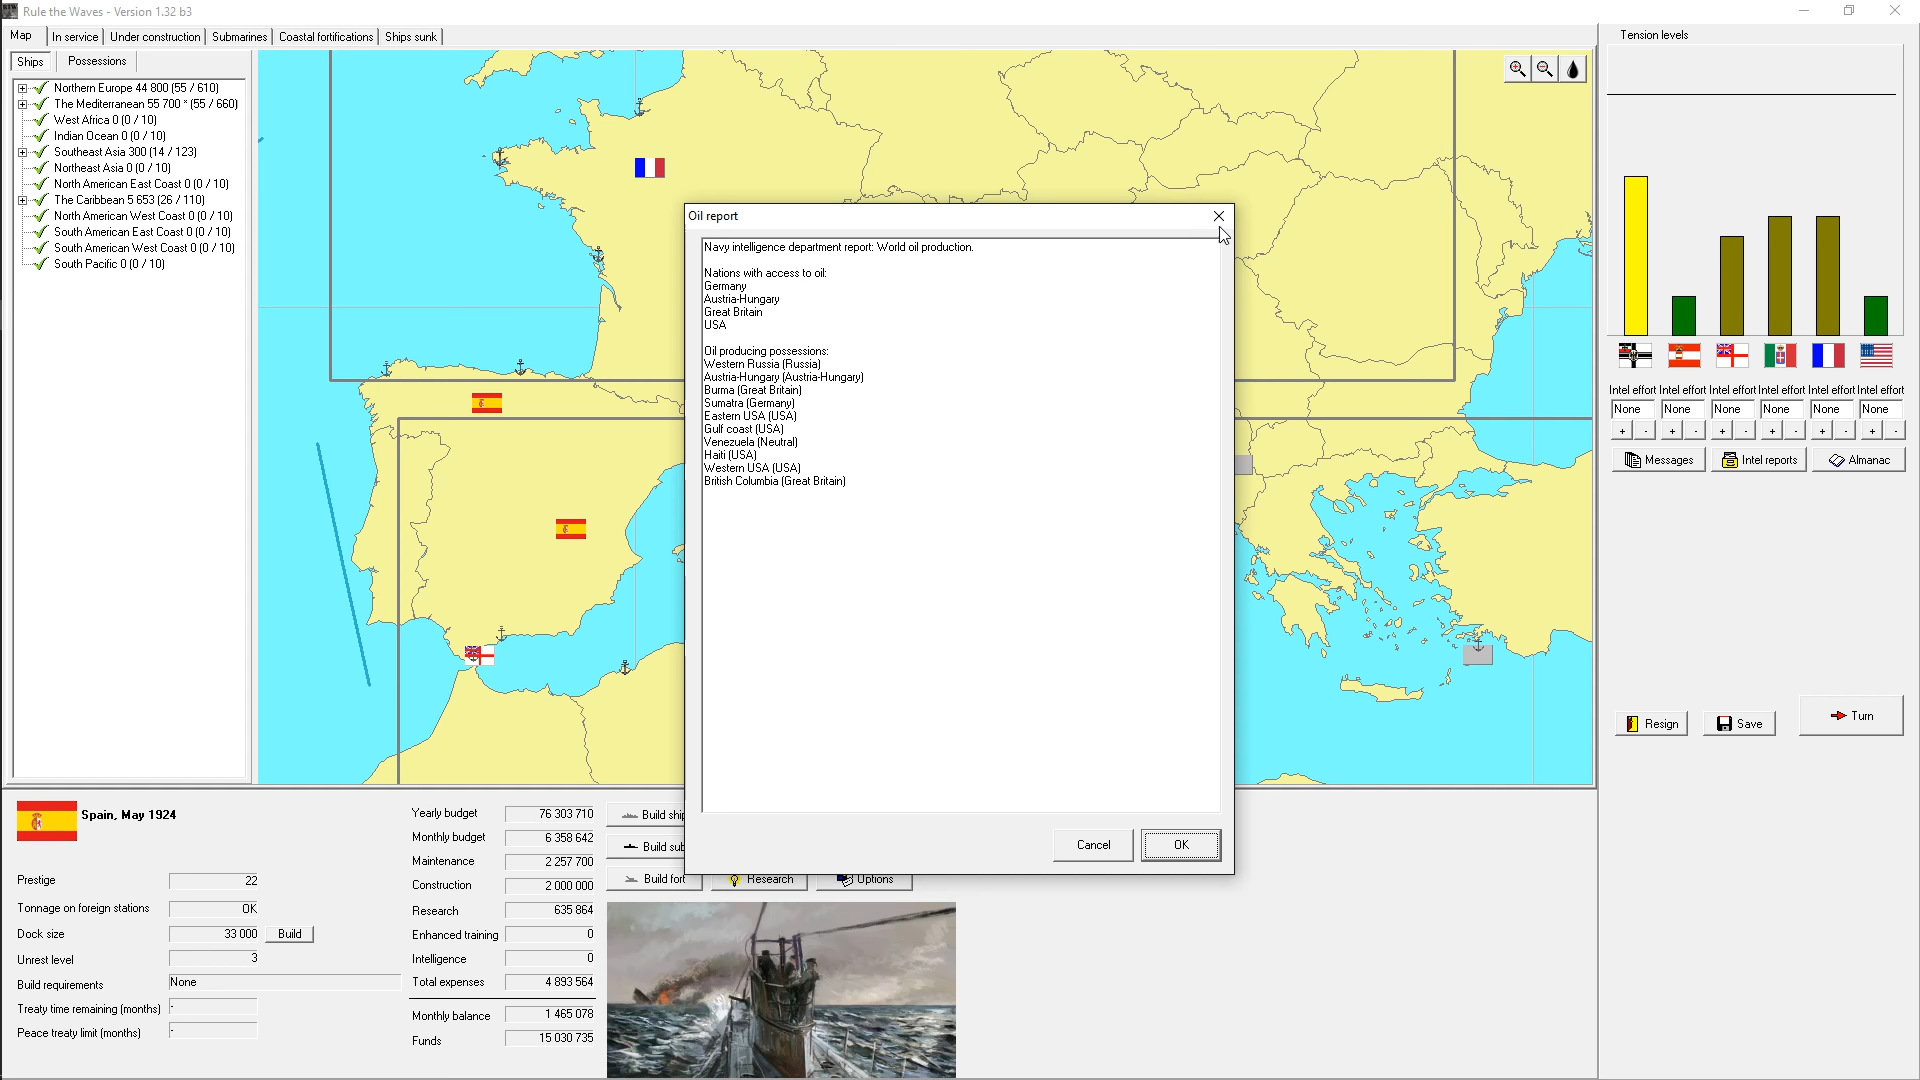 Rule the Waves - Version 1.32 b3
Map
In service
Under construction
Submarines
Coastal fortifications
Ships sunk
Ships
Possessions
Northern Europe 44 800 (55 / 610)
The Mediterranean 55 700 * (55 / 660)
West Africa 0 (0 / 10)
Indian Ocean 0 (0 / 10)
Southeast Asia 300 (14 / 123)
Northeast Asia 0 (0 / 10)
North American East Coast 0 (0 / 10)
The Caribbean 5 653 (26 / 110)
North American West Coast 0 (0 / 10)
South American East Coast 0 (0 / 10)
South American West Coast 0 (0 / 10)
South Pacific 0 (0 / 10)
Oil report
Navy intelligence department report: World oil production.
Nations with access to oil:
Germany
Austria-Hungary
Great Britain
USA
Oil producing possessions:
Western Russia (Russia)
Austria-Hungary (Austria-Hungary)
Burma (Great Britain)
Sumatra (Germany)
Eastern USA (USA)
Gulf coast (USA)
Venezuela (Neutral)
Haiti (USA)
Western USA (USA)
British Columbia (Great Britain)
Cancel
OK
Tension levels
Intel effort Intel effort Intel effort Intel effort Intel effort Intel effort
None None None None None None
+ - + - + - + - + - + -
Messages
Intel reports
Almanac
Resign
Save
Turn
Spain, May 1924
Prestige 22
Tonnage on foreign stations OK
Dock size 33 000 Build
Unrest level 3
Build requirements None
Treaty time remaining (months) -
Peace treaty limit (months) -
Yearly budget 76 303 710
Monthly budget 6 358 642
Maintenance 2 257 700
Construction 2 000 000
Research 635 864
Enhanced training 0
Intelligence 0
Total expenses 4 893 564
Monthly balance 1 465 078
Funds 15 030 735
Build ship
Build sub
Build fort
Research
Options